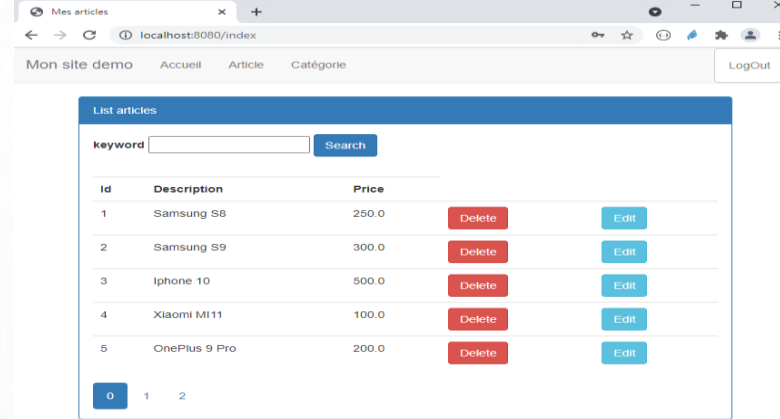 Mes articles
localhost:8080/index
Mon site demo Accueil Article Catégorie LogOut
List articles
keyword Search
Id Description Price
1 Samsung S8 250.0 Delete Edit
2 Samsung S9 300.0 Delete Edit
3 Iphone 10 500.0 Delete Edit
4 Xiaomi MI11 100.0 Delete Edit
5 OnePlus 9 Pro 200.0 Delete Edit
0 1 2